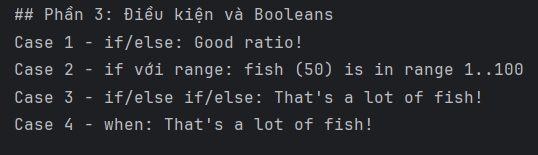 ## Phần 3: Điều kiện và Booleans
Case 1 - if/else: Good ratio!
Case 2 - if với range: fish (50) is in range 1..100
Case 3 - if/else if/else: That's a lot of fish!
Case 4 - when: That's a lot of fish!